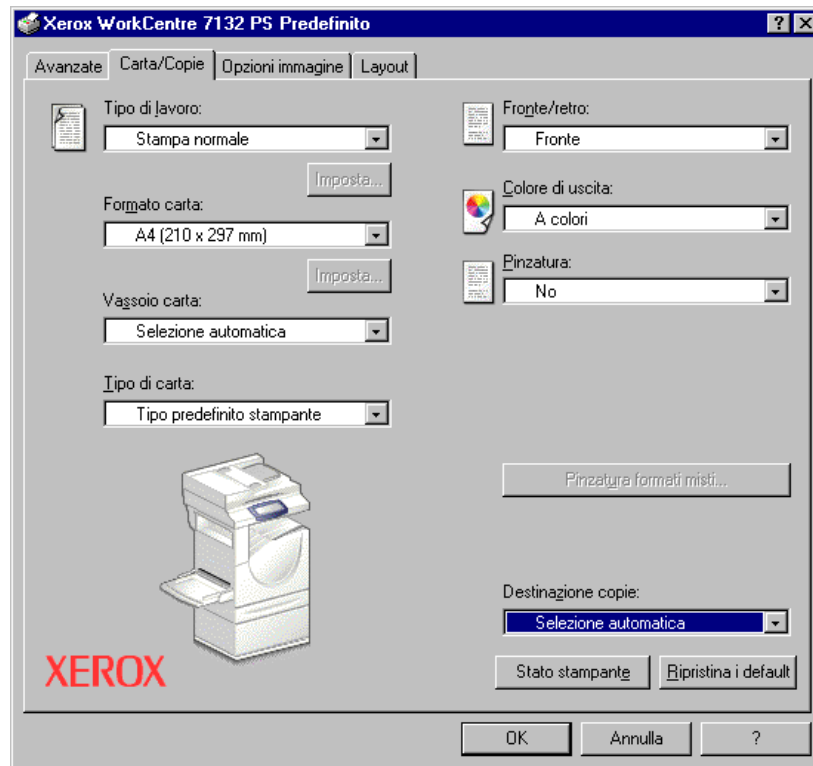 Xerox WorkCentre 7132 PS Predefinito
Avanzate
Carta/Copie
Opzioni immagine
Layout
Tipo di lavoro:
Stampa normale
Imposta...
Formato carta:
A4 (210 x 297 mm)
Imposta...
Vassoio carta:
Selezione automatica
Tipo di carta:
Tipo predefinito stampante
Fronte/retro:
Fronte
Colore di uscita:
A colori
Pinzatura:
No
Pinzatura formati misti...
Destinazione copie:
Selezione automatica
XEROX
Stato stampante
Ripristina i default
OK
Annulla
?